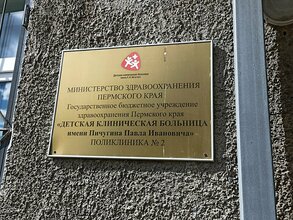 МИНИСТЕРСТВО ЗДРАВООХРАНЕНИЯ
ПЕРМСКОГО КРАЯ
Государственное бюджетное учреждение
здравоохранения Пермского края
«ДЕТСКАЯ КЛИНИЧЕСКАЯ БОЛЬНИЦА
имени Пичугина Павла Ивановича»
ПОЛИКЛИНИКА № 2